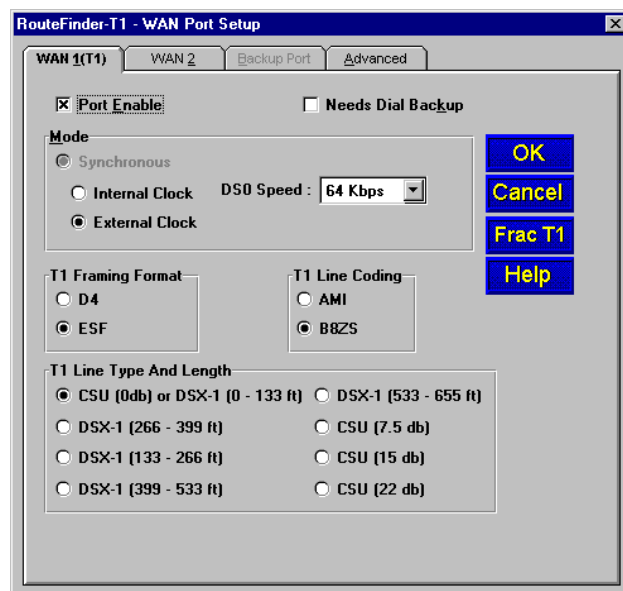 RouteFinder-T1 - WAN Port Setup
WAN 1(T1) WAN 2 Backup Port Advanced
Port Enable Needs Dial Backup
Mode
Synchronous
Internal Clock DS0 Speed : 64 Kbps
External Clock
OK
Cancel
Frac T1
Help
T1 Framing Format
D4
ESF
T1 Line Coding
AMI
B8ZS
T1 Line Type And Length
CSU (0db) or DSX-1 (0 - 133 ft) DSX-1 (533 - 655 ft)
DSX-1 (266 - 399 ft) CSU (7.5 db)
DSX-1 (133 - 266 ft) CSU (15 db)
DSX-1 (399 - 533 ft) CSU (22 db)